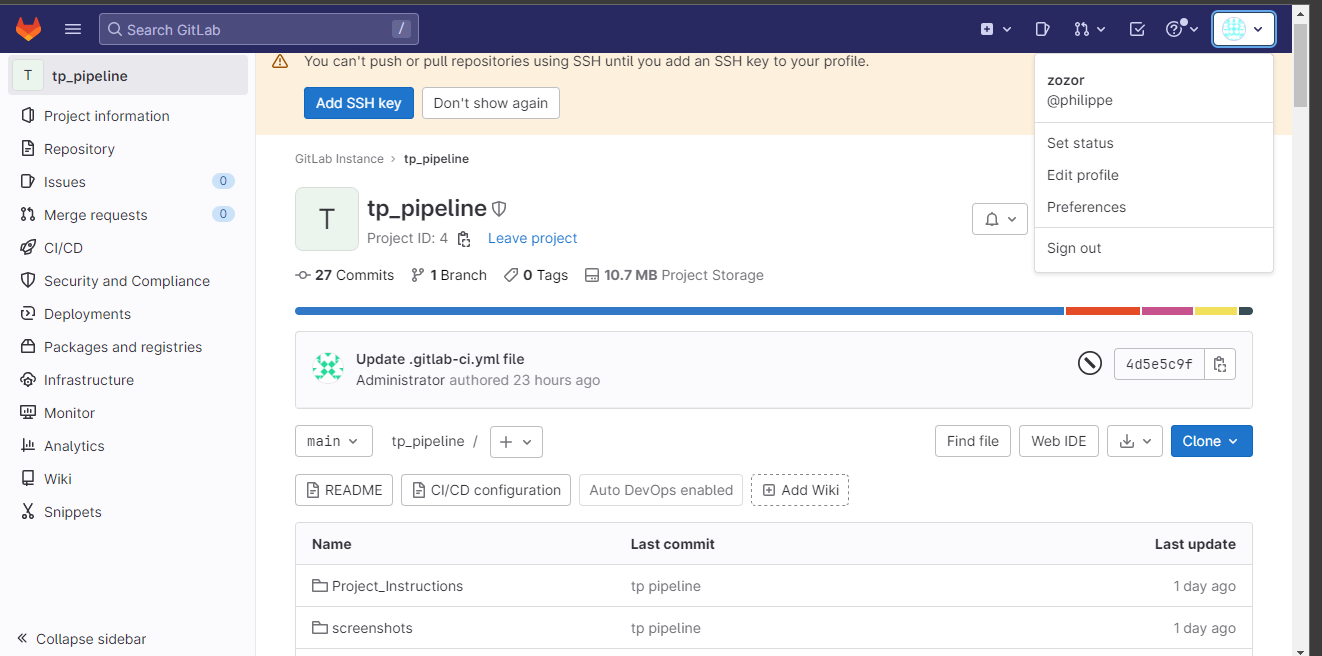 Search GitLab /
T tp_pipeline
Project information
Repository
Issues 0
Merge requests 0
CI/CD
Security and Compliance
Deployments
Packages and registries
Infrastructure
Monitor
Analytics
Wiki
Snippets
Collapse sidebar
You can't push or pull repositories using SSH until you add an SSH key to your profile.
Add SSH key Don't show again
zozor
@philippe
Set status
Edit profile
Preferences
Sign out
GitLab Instance › tp_pipeline
T
tp_pipeline
Project ID: 4 Leave project
27 Commits 1 Branch 0 Tags 10.7 MB Project Storage
Update .gitlab-ci.yml file
Administrator authored 23 hours ago
4d5e5c9f
main tp_pipeline / + Find file Web IDE Clone
README CI/CD configuration Auto DevOps enabled Add Wiki
Name Last commit Last update
Project_Instructions tp pipeline 1 day ago
screenshots tp pipeline 1 day ago